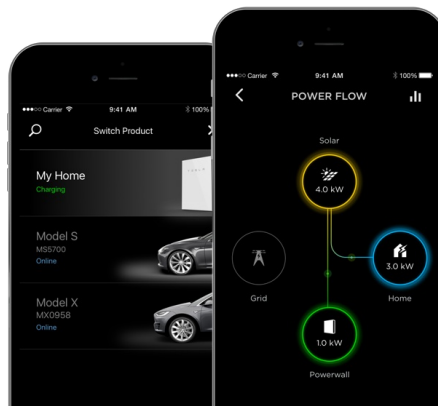 Carrier 9:41 AM 100%
Switch Product
My Home
Charging
TESLA
Model S
MS5700
Online
Model X
MX0958
Online
Carrier 9:41 AM 100%
POWER FLOW
Solar
4.0 kW
3.0 kW
Grid
Home
1.0 kW
Powerwall